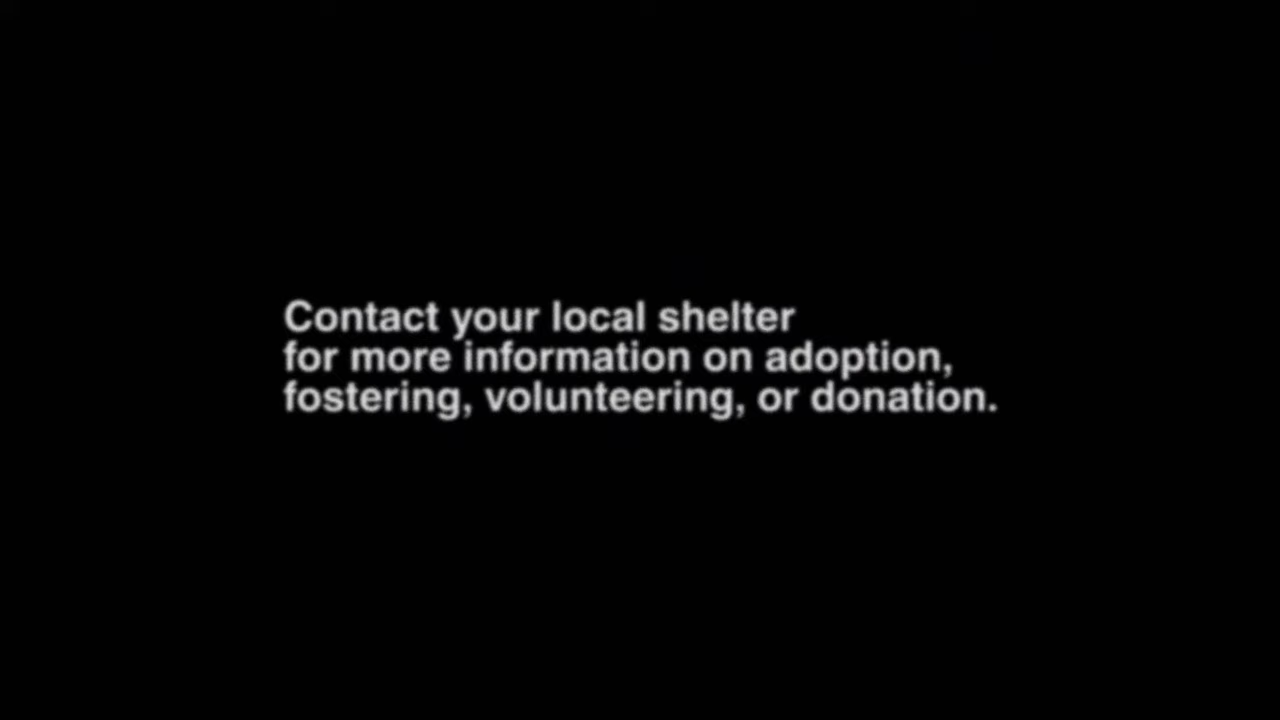 Contact your local shelter
for more information on adoption,
fostering, volunteering, or donation.